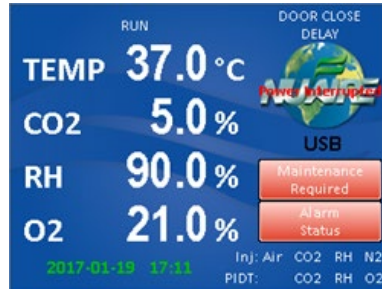 RUN
DOOR CLOSE
DELAY
TEMP 37.0 °C
NUAIRE
Power Interrupted
CO2 5.0 %
USB
RH 90.0 %
Maintenance
Required
O2 21.0 %
Alarm
Status
2017-01-19 17:11
Inj: Air CO2 RH N2
PIDT: CO2 RH O2